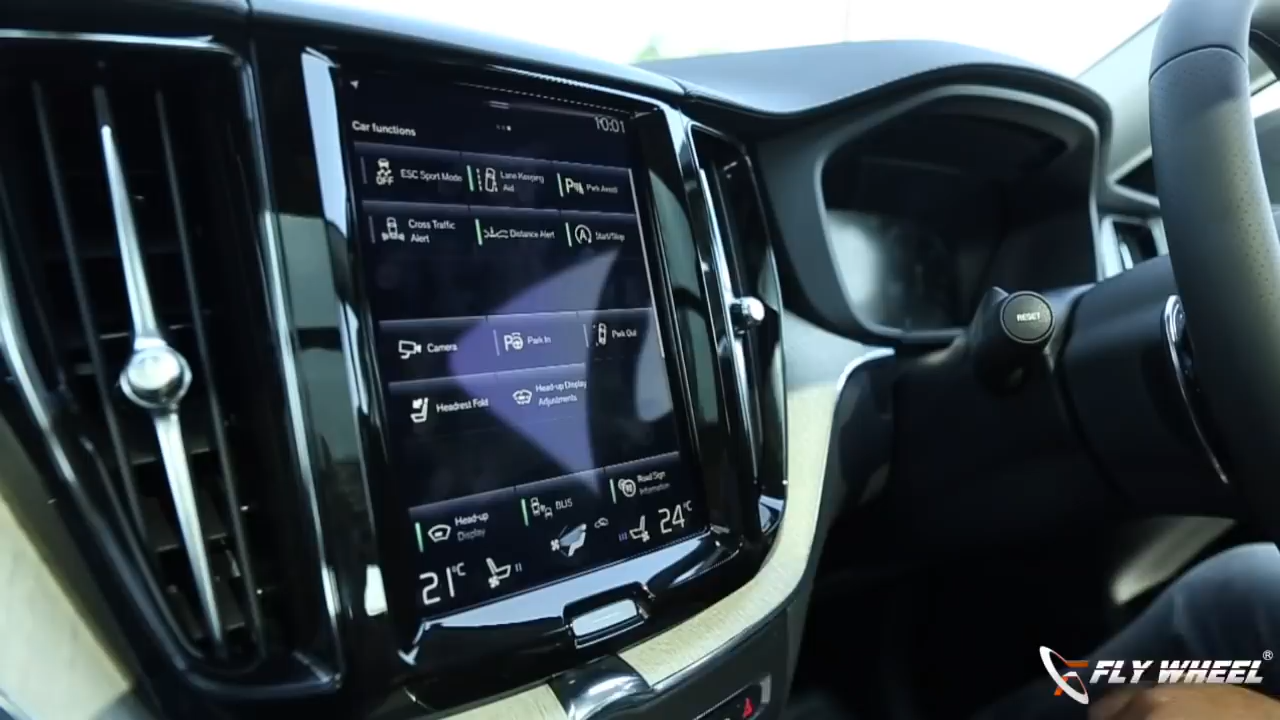 10:01
Car functions
OFF ESC Sport Mode
Lane Keeping
Aid
Park Assist
Cross Traffic
Alert
Distance Alert
Start/Stop
Camera
Park In
Park Out
Headrest Fold
Head-up Display
Adjustments
Head-up
Display
BLIS
Road Sign
Information
21°C
24°C
RESET
FLY WHEEL®